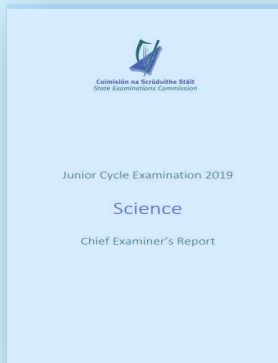 Coimisiún na Scrúduithe Stáit
State Examinations Commission
Junior Cycle Examination 2019
Science
Chief Examiner's Report